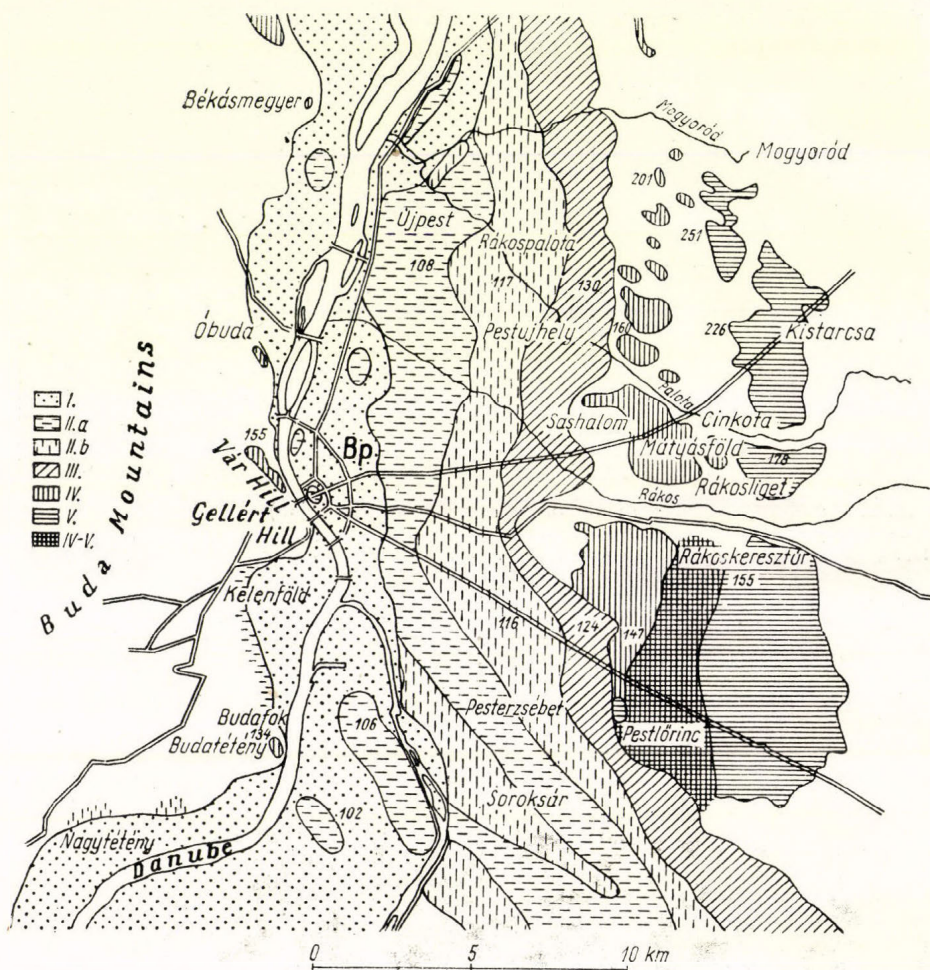 Békásmegyer
Mogyoród
Mogyoród
201
Újpest
Rákospalota
251
108
117
130
Óbuda
Pestujhely
160
226
Kistarcsa
Palota
I.
II.a
II.b
III.
IV.
V.
IV-V.
Buda Mountains
155
Vár Hill
Bp
Sashalom
Cinkota
Mátyásföld
178
Rákosliget
Rákos
Gellért
Hill
Rákoskeresztúr
155
Kelenföld
116
124
147
Budafok
134
Budatétény
106
Pesterzsébet
Pestlőrinc
102
Soroksár
Nagytétény
Danube
0 5 10 km